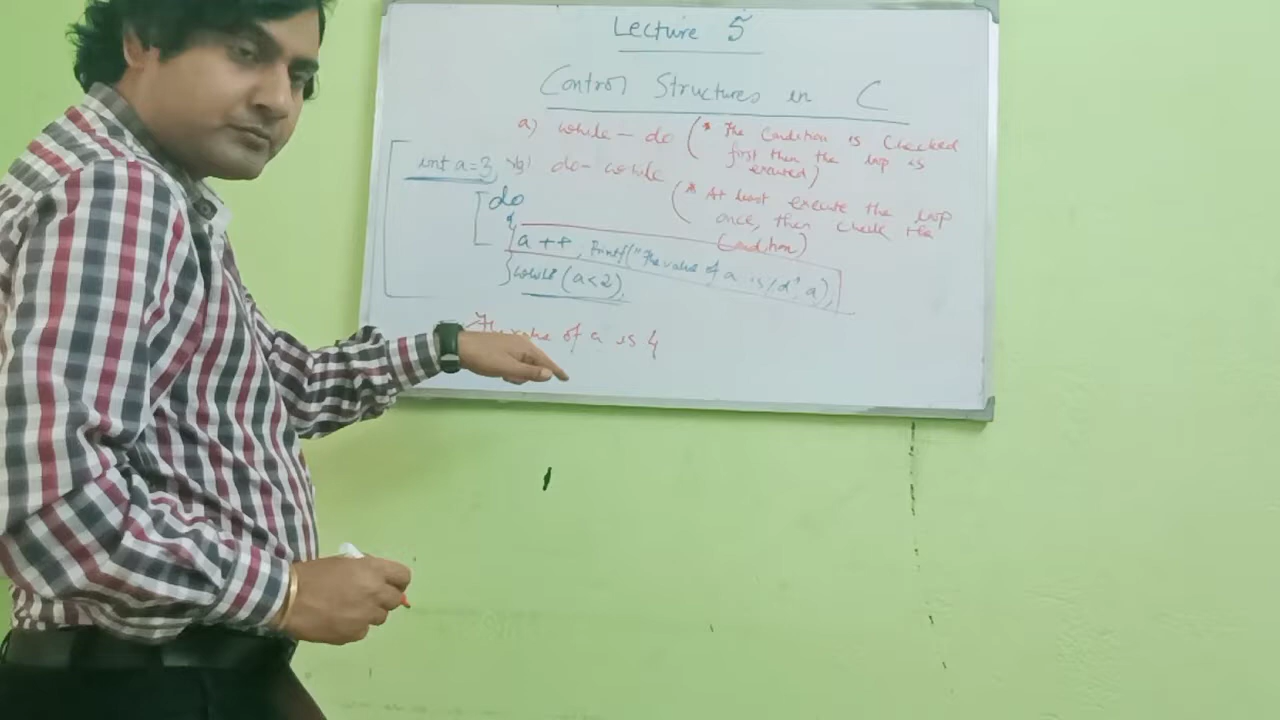 Lecture 5
Control Structures in C
a) while - do (* The Condition is Checked
first then the loop is
executed)
int a=3, b) do - while
(* At least execute the loop
once, then check the
Condition)
do
{
a ++, Printf("The value of a is %d", a),
} while (a<2),
The value of a is 4